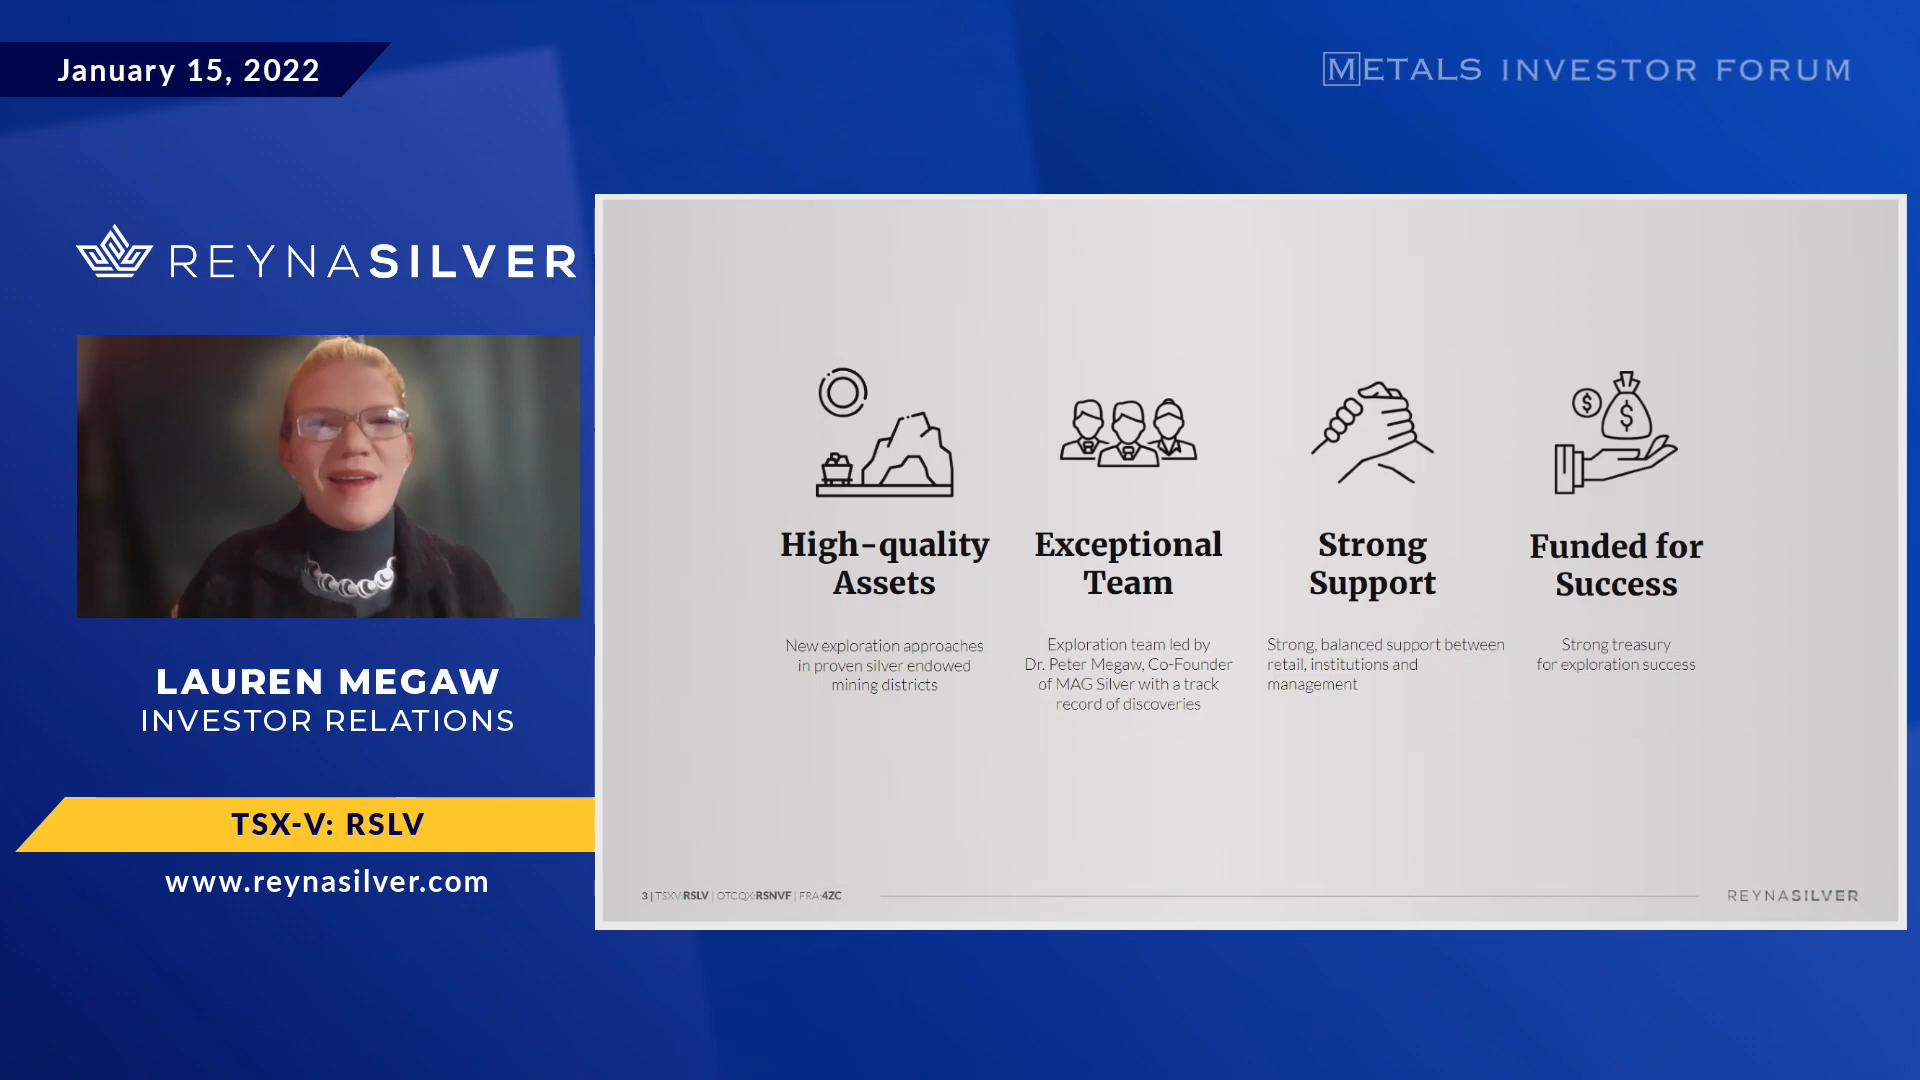 January 15, 2022
METALS INVESTOR FORUM
REYNASILVER
LAUREN MEGAW
INVESTOR RELATIONS
TSX-V: RSLV
www.reynasilver.com
High-quality
Assets
New exploration approaches
in proven silver endowed
mining districts
Exceptional
Team
Exploration team led by
Dr. Peter Megaw, Co-Founder
of MAG Silver with a track
record of discoveries
Strong
Support
Strong, balanced support between
retail, institutions and
management
$ $
Funded for
Success
Strong treasury
for exploration success
3 | TSXV:RSLV | OTCQX:RSNVF | FRA:4ZC
REYNASILVER